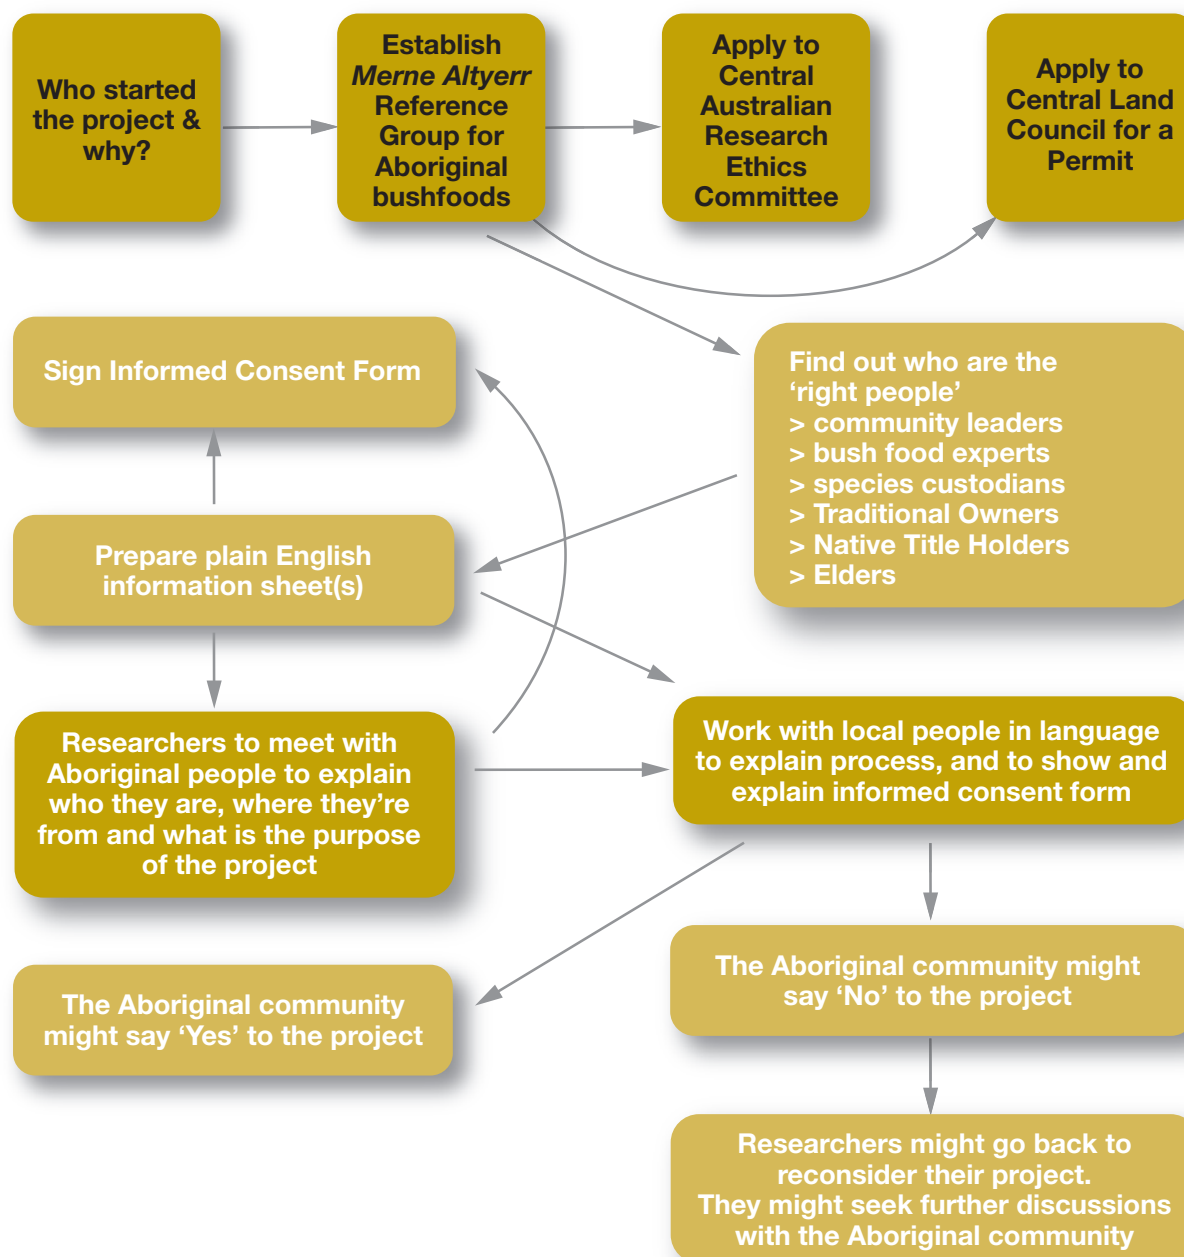 Who started
the project &
why?
Establish
Merne Altyerr
Reference
Group for
Aboriginal
bushfoods
Apply to
Central
Australian
Research
Ethics
Committee
Apply to
Central Land
Council for a
Permit
Sign Informed Consent Form
Find out who are the
‘right people’
> community leaders
> bush food experts
> species custodians
> Traditional Owners
> Native Title Holders
> Elders
Prepare plain English
information sheet(s)
Researchers to meet with
Aboriginal people to explain
who they are, where they’re
from and what is the purpose
of the project
Work with local people in language
to explain process, and to show and
explain informed consent form
The Aboriginal community
might say ‘Yes’ to the project
The Aboriginal community might
say ‘No’ to the project
Researchers might go back to
reconsider their project.
They might seek further discussions
with the Aboriginal community